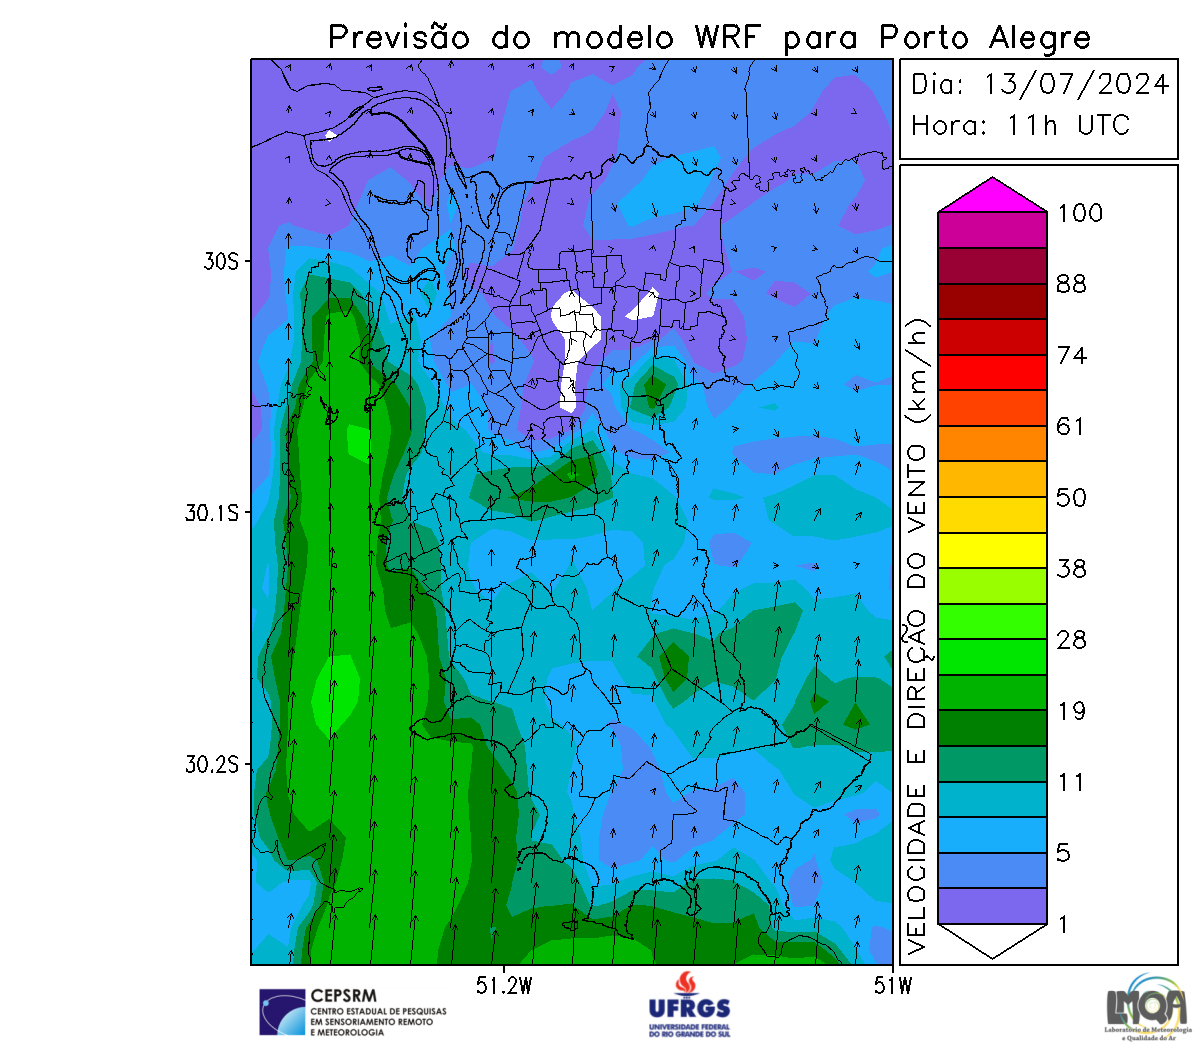 Previsão do modelo WRF para Porto Alegre
Dia: 13/07/2024
Hora: 11h UTC
30S
30.1S
30.2S
51.2W
51W
VELOCIDADE E DIREÇÃO DO VENTO (km/h)
100
88
74
61
50
38
28
19
11
5
1
CEPSRM
CENTRO ESTADUAL DE PESQUISAS
EM SENSORIAMENTO REMOTO
E METEOROLOGIA
UFRGS
UNIVERSIDADE FEDERAL
DO RIO GRANDE DO SUL
LMQA
Laboratório de Meteorologia
e Qualidade do Ar